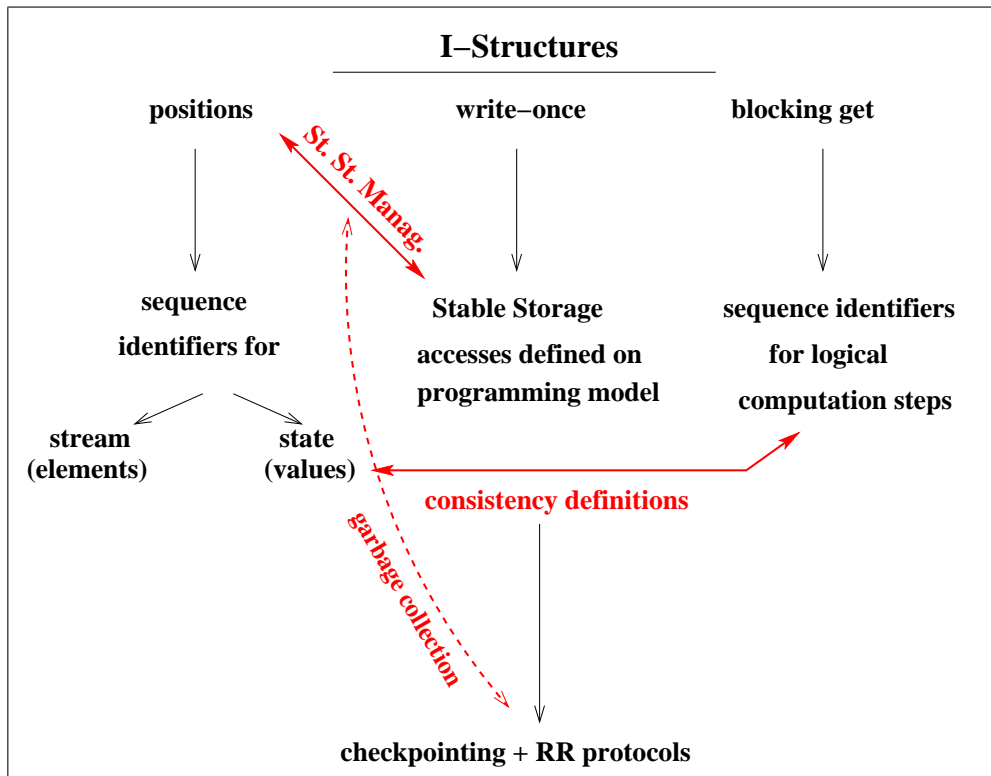 I–Structures
positions
write–once
blocking get
St. St. Manag.
sequence
identifiers for
Stable Storage
accesses defined on
programming model
sequence identifiers
for logical
computation steps
stream
(elements)
state
(values)
consistency definitions
garbage collection
checkpointing + RR protocols